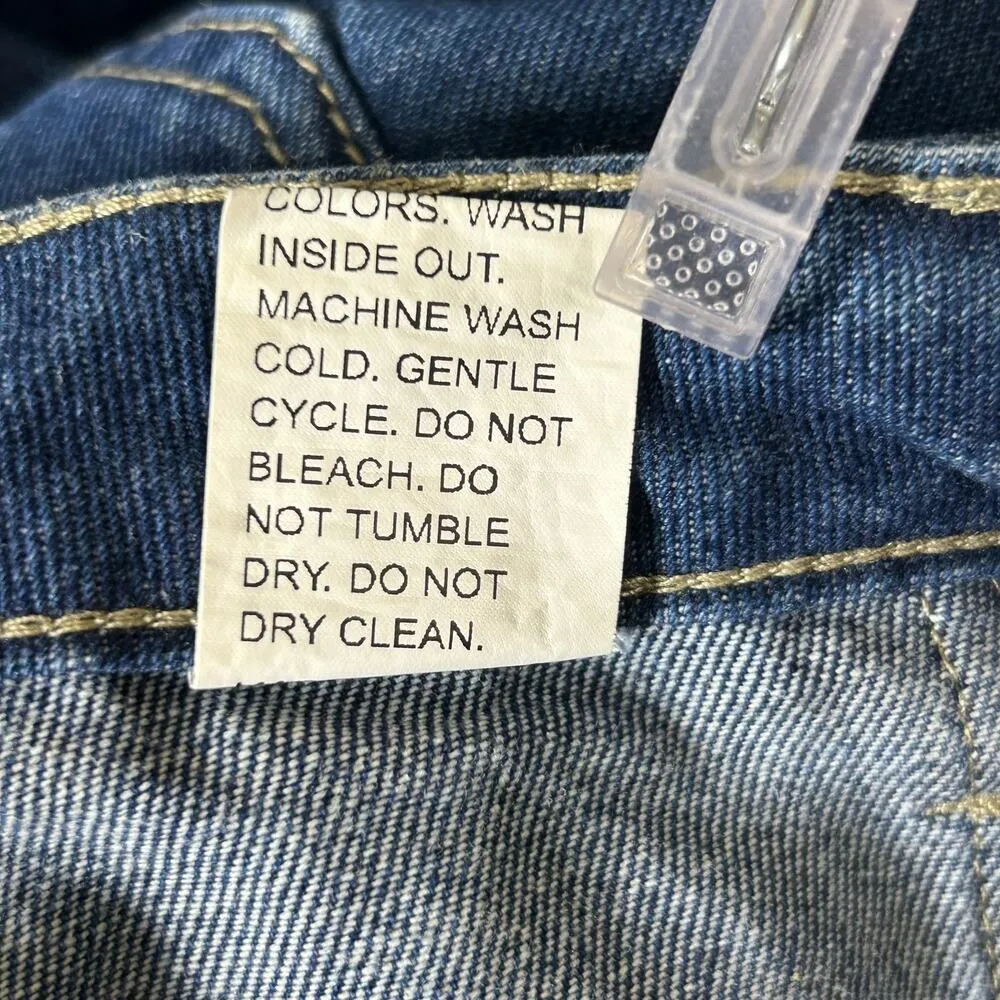 COLORS. WASH
INSIDE OUT.
MACHINE WASH
COLD. GENTLE
CYCLE. DO NOT
BLEACH. DO
NOT TUMBLE
DRY. DO NOT
DRY CLEAN.